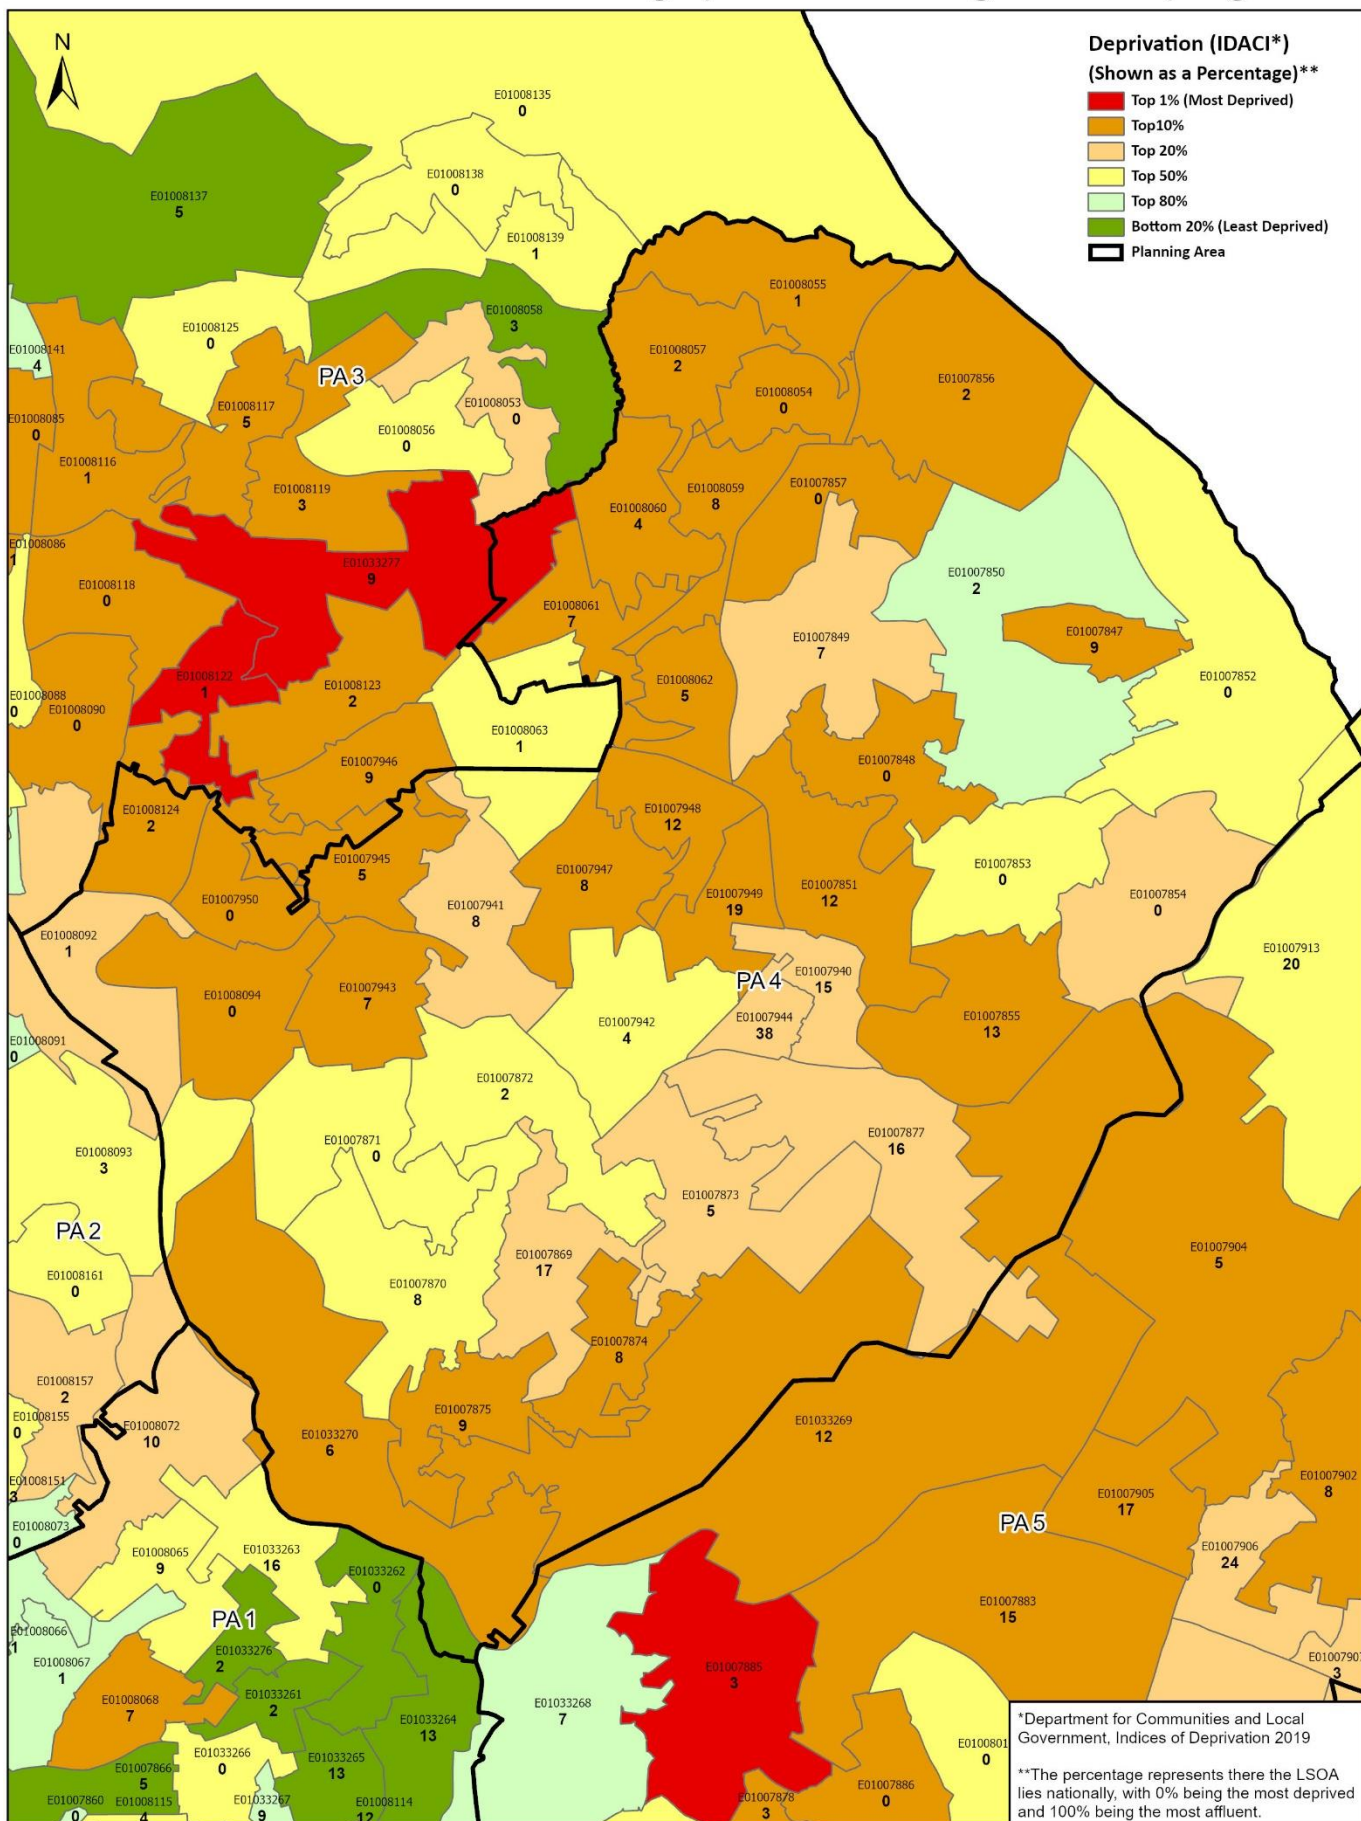 N
Deprivation (IDACI*)
(Shown as a Percentage)**
Top 1% (Most Deprived)
Top10%
Top 20%
Top 50%
Top 80%
Bottom 20% (Least Deprived)
Planning Area
E01008135
0
E01008138
0
E01008137
5
E01008139
1
E01008055
1
E01008058
3
E01008125
0
E01008141
4
E01008057
2
E01007856
2
PA 3
E01008054
0
E01008053
0
E01008117
5
E01008085
0
E01008056
0
E01008116
1
E01008119
3
E01008059
8
E01007857
0
E01008060
4
E01008086
1
E01033277
9
E01007850
2
E01008118
0
E01008061
7
E01007847
9
E01007849
7
E01008122
1
E01008123
2
E01008062
5
E01007852
0
E01008088
0
E01008090
0
E01008063
1
E01007848
0
E01007946
9
E01008124
2
E01007948
12
E01007945
5
E01007947
8
E01007853
0
E01007851
12
E01007950
0
E01007949
19
E01007854
0
E01007941
8
E01008092
1
E01007913
20
E01007940
15
PA 4
E01008094
0
E01007943
7
E01007942
4
E01007944
38
E01007855
13
E01008091
0
E01007872
2
E01007871
0
E01007877
16
E01008093
3
E01007873
5
PA 2
E01007904
5
E01007869
17
E01008161
0
E01007870
8
E01007874
8
E01008157
2
E01008155
0
E01008072
10
E01007875
9
E01033269
12
E01033270
6
E01008151
3
E01007902
8
E01007905
17
PA 5
E01008073
0
E01007906
24
E01008065
9
E01033263
16
E01033262
0
E01007883
15
PA 1
E01008066
1
E01033276
2
E01008067
1
E01007907
3
E01007885
3
E01033261
2
E01008068
7
E01033268
7
E01033264
13
E0100801
0
E01033266
0
E01033265
13
E01007866
5
E01007886
0
E01007878
3
E01007860
0
E01008115
4
E01033267
9
E01008114
12
*Department for Communities and Local
Government, Indices of Deprivation 2019
**The percentage represents there the LSOA
lies nationally, with 0% being the most deprived
and 100% being the most affluent.